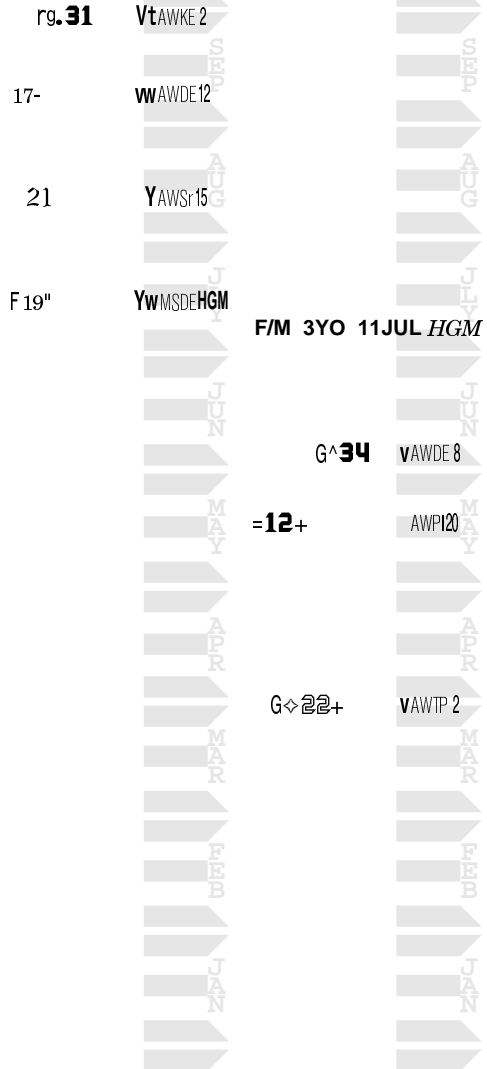 rg.31 VtAWKE 2
SEP SEP
17- vwAWDE12
AUG AUG
21 YAWSr15
JLY JLY
F 19" YwMSDEHGM
F/M 3YO 11JUL HGM
JUN JUN
G^34 vAWDE 8
MAY MAY
=12+ AWPI20
APR APR
G✧22+ vAWTP 2
MAR MAR
FEB FEB
JAN JAN